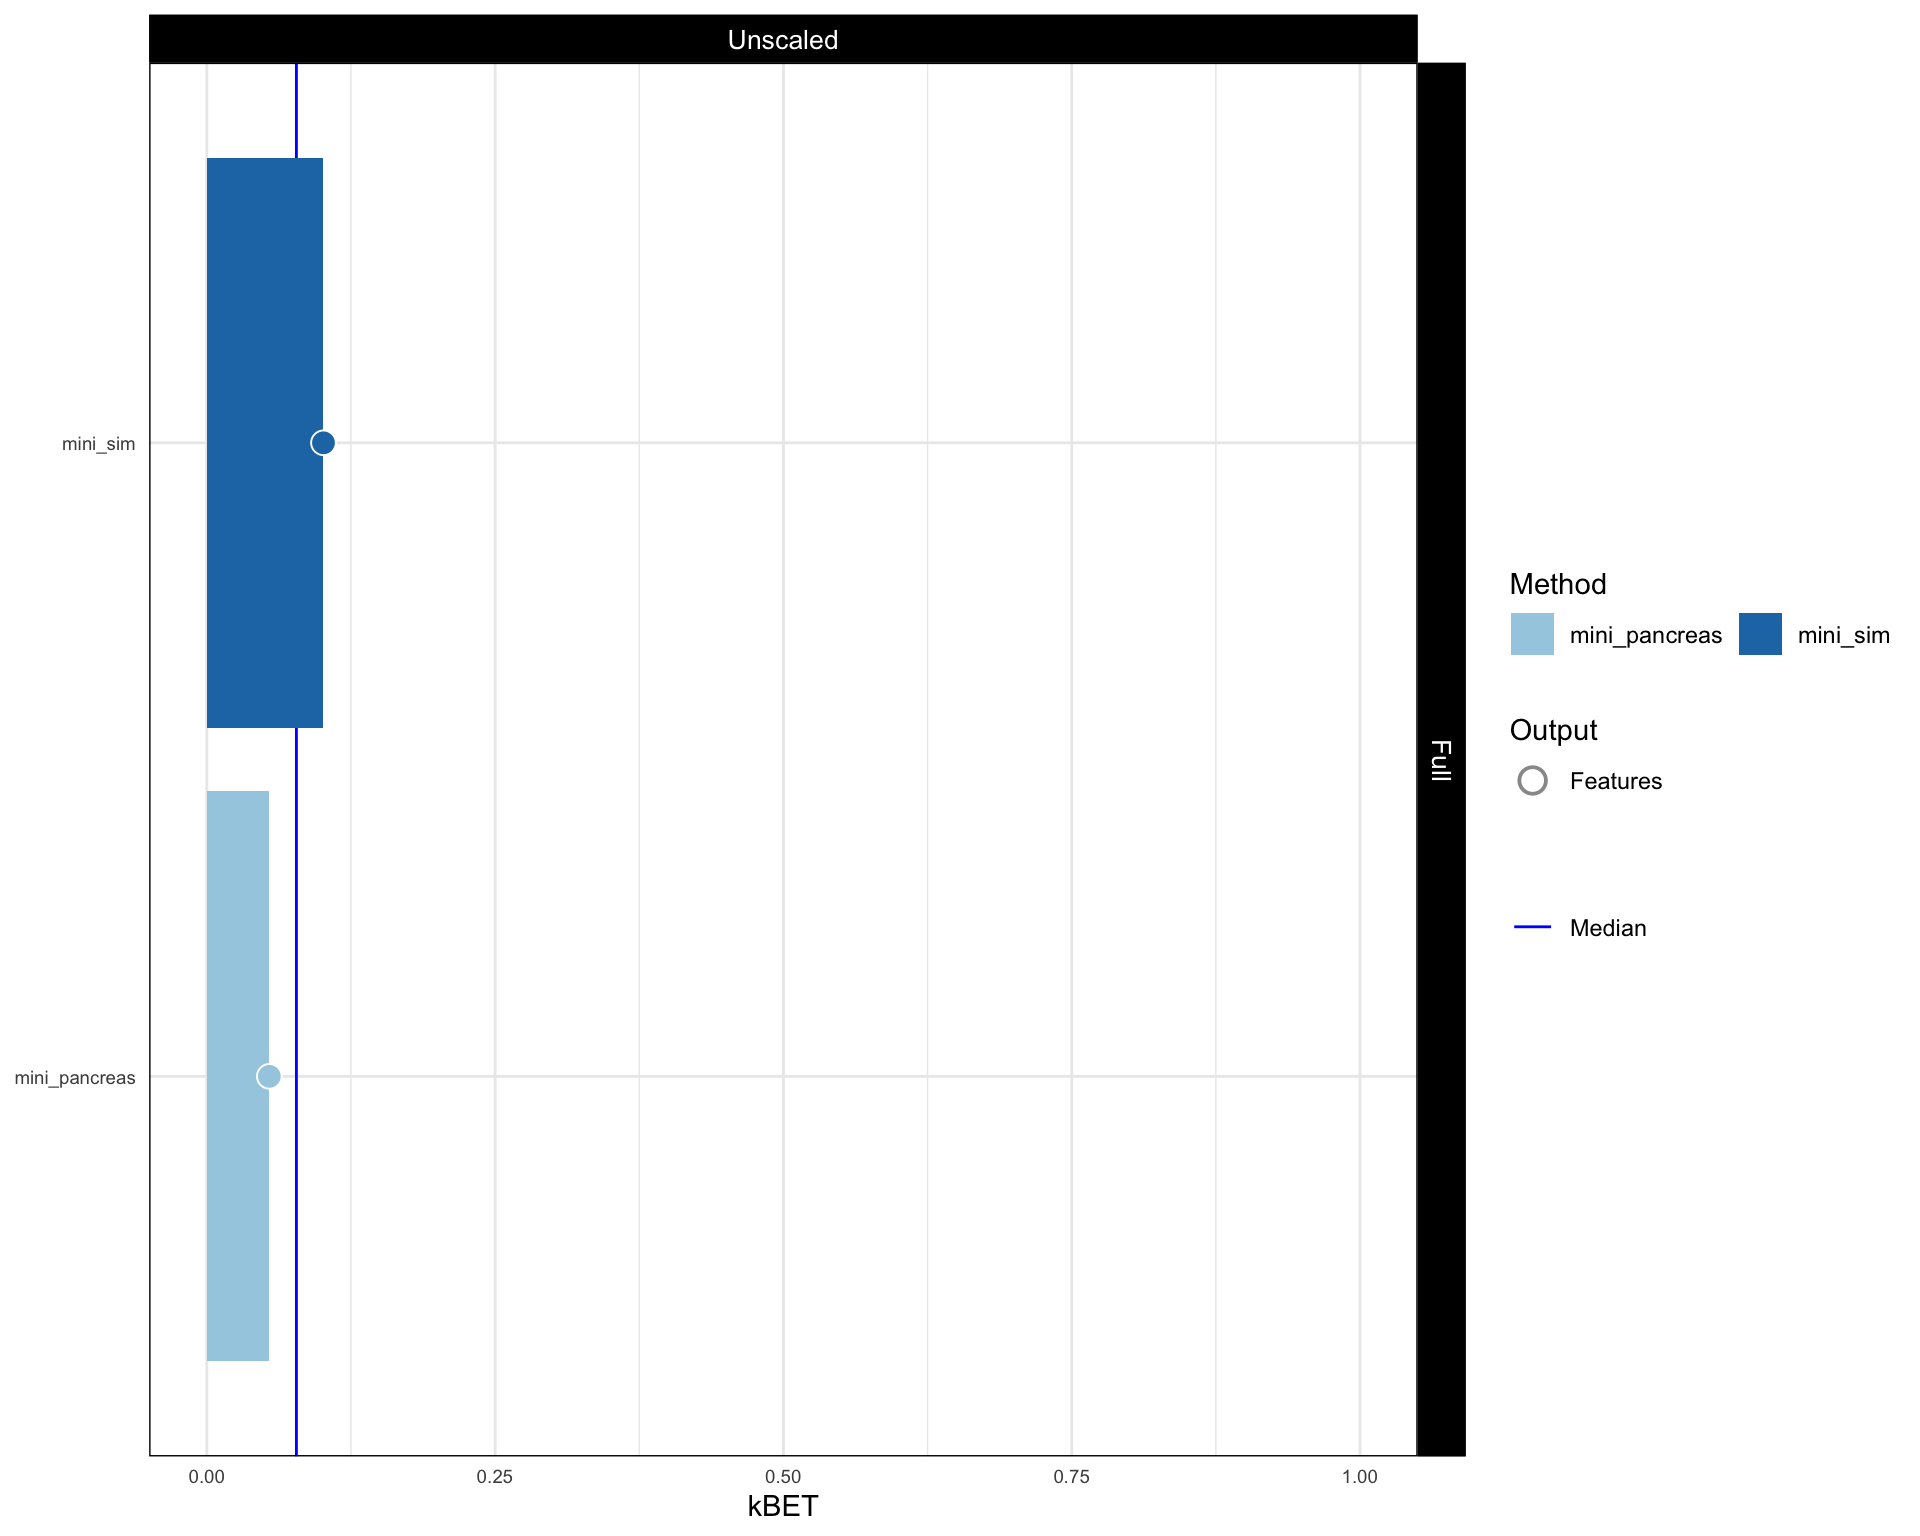 Unscaled
mini_sim
mini_pancreas
0.00 0.25 0.50 0.75 1.00
kBET
Full
Method
mini_pancreas mini_sim
Output
Features
Median